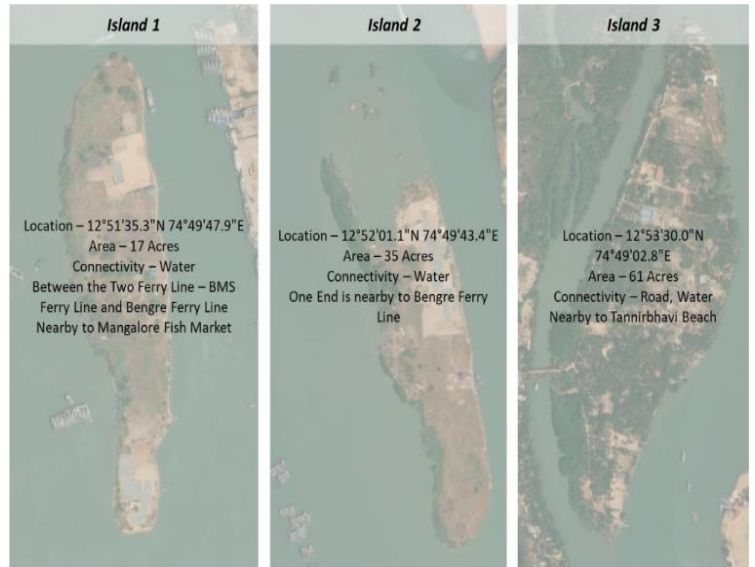 Island 1
Location – 12°51'35.3"N 74°49'47.9"E
Area – 17 Acres
Connectivity – Water
Between the Two Ferry Line – BMS
Ferry Line and Bengre Ferry Line
Nearby to Mangalore Fish Market
Island 2
Location – 12°52'01.1"N 74°49'43.4"E
Area – 35 Acres
Connectivity – Water
One End is nearby to Bengre Ferry
Line
Island 3
Location – 12°53'30.0"N
74°49'02.8"E
Area – 61 Acres
Connectivity – Road, Water
Nearby to Tannirbhavi Beach